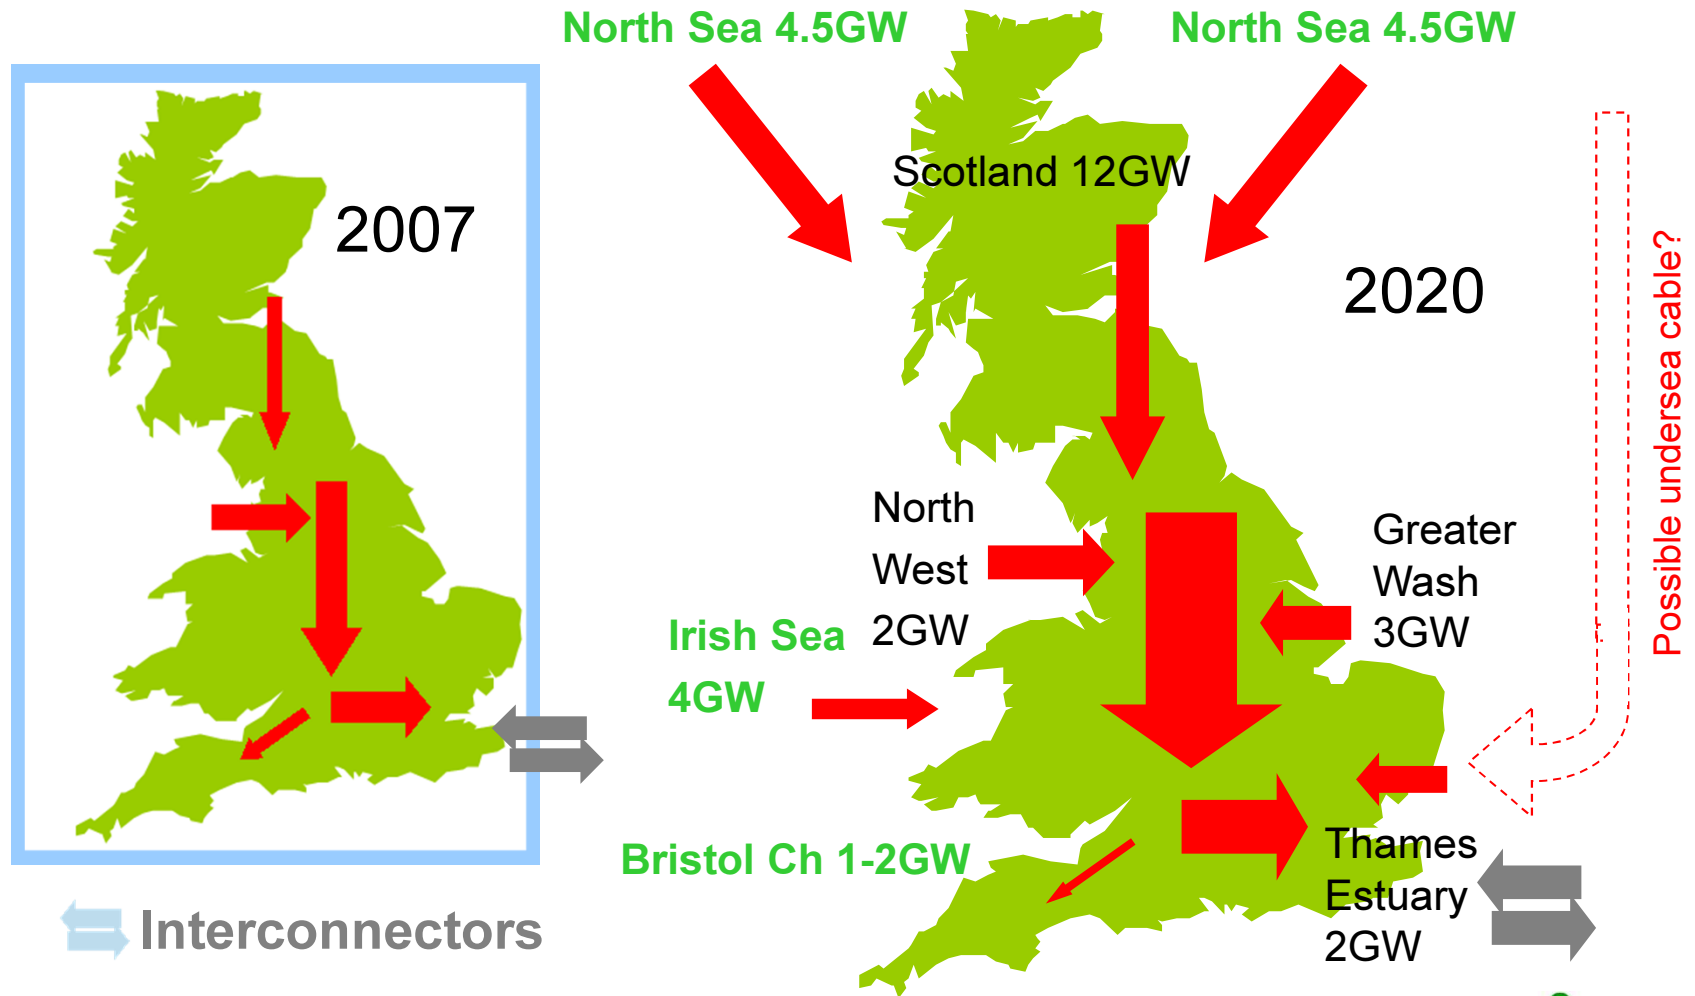 North Sea 4.5GW
North Sea 4.5GW
2007
Scotland 12GW
2020
Possible undersea cable?
North
West
2GW
Greater
Wash
3GW
Irish Sea
4GW
Bristol Ch 1-2GW
Thames
Estuary
2GW
Interconnectors